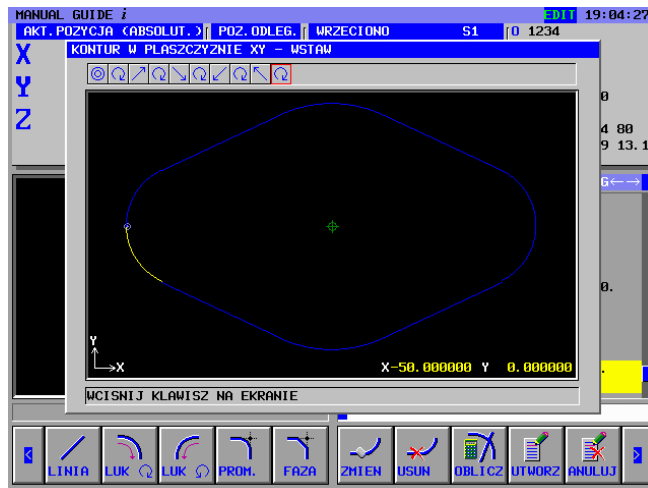 MANUAL GUIDE i EDIT 19:04:27
AKT.POZYCJA (ABSOLUT.) POZ.ODLEG. WRZECIONO S1 O 1234
KONTUR W PLASZCZYZNIE XY - WSTAW
X
Y
Z
0
4 80
9 13.1
G←→
0.
.
Y
X
X-50.000000 Y 0.000000
WCISNIJ KLAWISZ NA EKRANIE
LINIA LUK LUK PROM. FAZA ZMIEN USUN OBLICZ UTWORZ ANULUJ